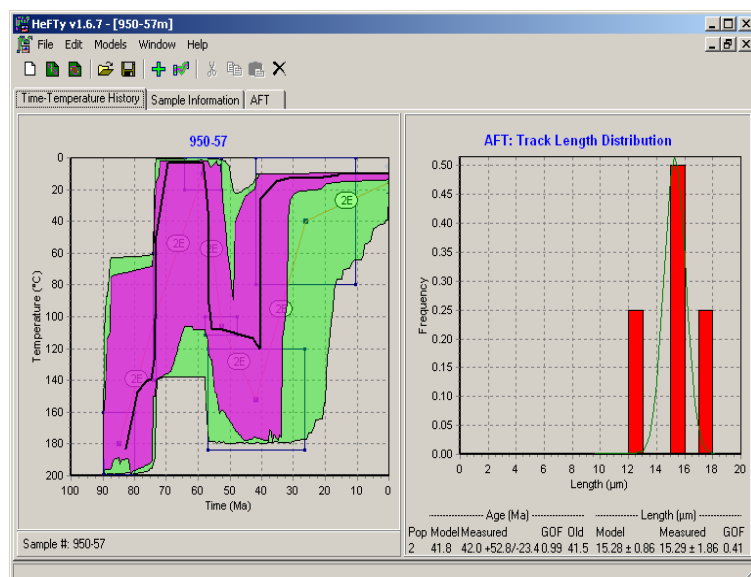 HeFTy v1.6.7 - [950-57m]
File Edit Models Window Help
Time-Temperature History Sample Information AFT
950-57
0
20
40
60
80
100
120
140
160
180
200
Temperature (°C)
2E 2E 2E 2E 2E 2E
100 90 80 70 60 50 40 30 20 10 0
Time (Ma)
Sample #: 950-57
AFT: Track Length Distribution
0.50
0.45
0.40
0.35
0.30
0.25
0.20
0.15
0.10
0.05
0.00
Frequency
0 2 4 6 8 10 12 14 16 18 20
Length (µm)
Age (Ma) Length (µm)
Pop Model Measured GOF Old Model Measured GOF
2 41.8 42.0 +52.8/-23.4 0.99 41.5 15.28 ± 0.86 15.29 ± 1.86 0.41